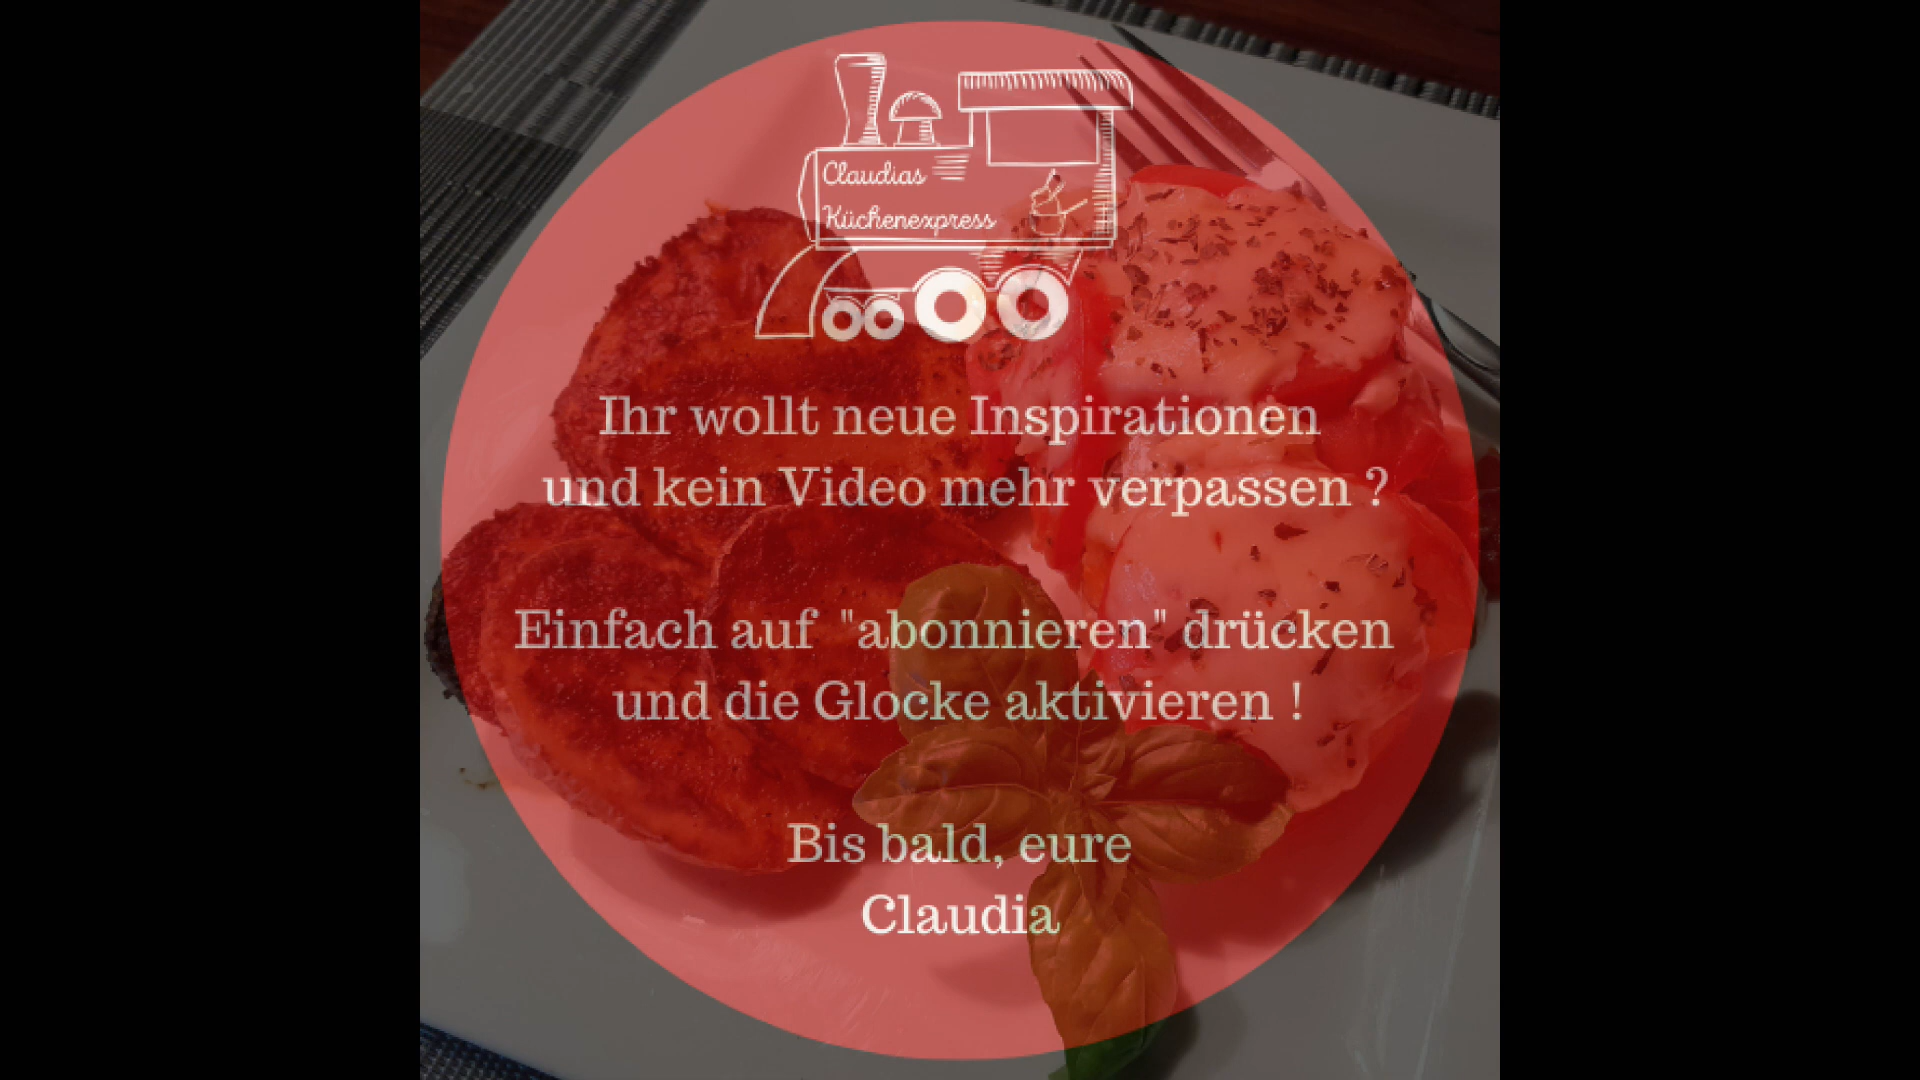 Claudias
Küchenexpress
Ihr wollt neue Inspirationen
und kein Video mehr verpassen ?
Einfach auf "abonnieren" drücken
und die Glocke aktivieren !
Bis bald, eure
Claudia